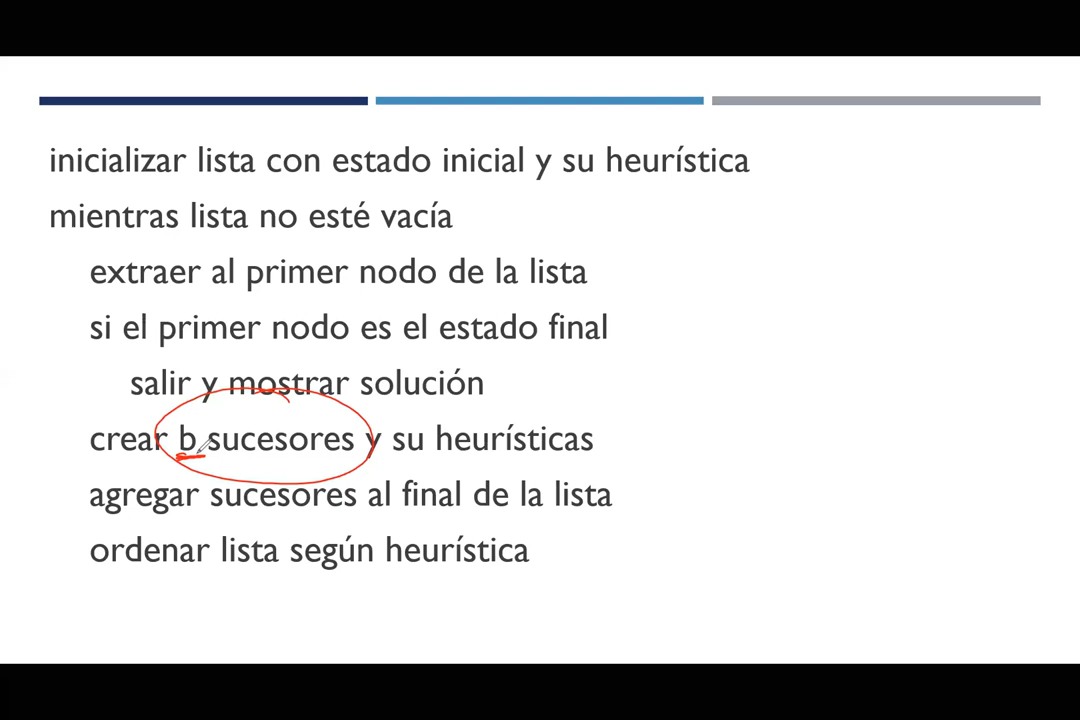 inicializar lista con estado inicial y su heurística
mientras lista no esté vacía
extraer al primer nodo de la lista
si el primer nodo es el estado final
salir y mostrar solución
crear b sucesores y su heurísticas
agregar sucesores al final de la lista
ordenar lista según heurística